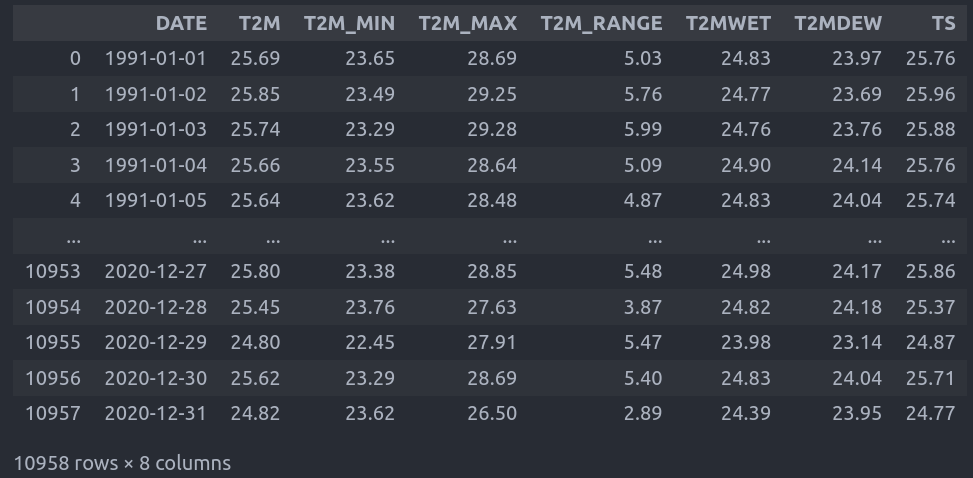 DATE T2M T2M_MIN T2M_MAX T2M_RANGE T2MWET T2MDEW TS
0 1991-01-01 25.69 23.65 28.69 5.03 24.83 23.97 25.76
1 1991-01-02 25.85 23.49 29.25 5.76 24.77 23.69 25.96
2 1991-01-03 25.74 23.29 29.28 5.99 24.76 23.76 25.88
3 1991-01-04 25.66 23.55 28.64 5.09 24.90 24.14 25.76
4 1991-01-05 25.64 23.62 28.48 4.87 24.83 24.04 25.74
... ... ... ... ... ... ... ... ...
10953 2020-12-27 25.80 23.38 28.85 5.48 24.98 24.17 25.86
10954 2020-12-28 25.45 23.76 27.63 3.87 24.82 24.18 25.37
10955 2020-12-29 24.80 22.45 27.91 5.47 23.98 23.14 24.87
10956 2020-12-30 25.62 23.29 28.69 5.40 24.83 24.04 25.71
10957 2020-12-31 24.82 23.62 26.50 2.89 24.39 23.95 24.77
10958 rows × 8 columns